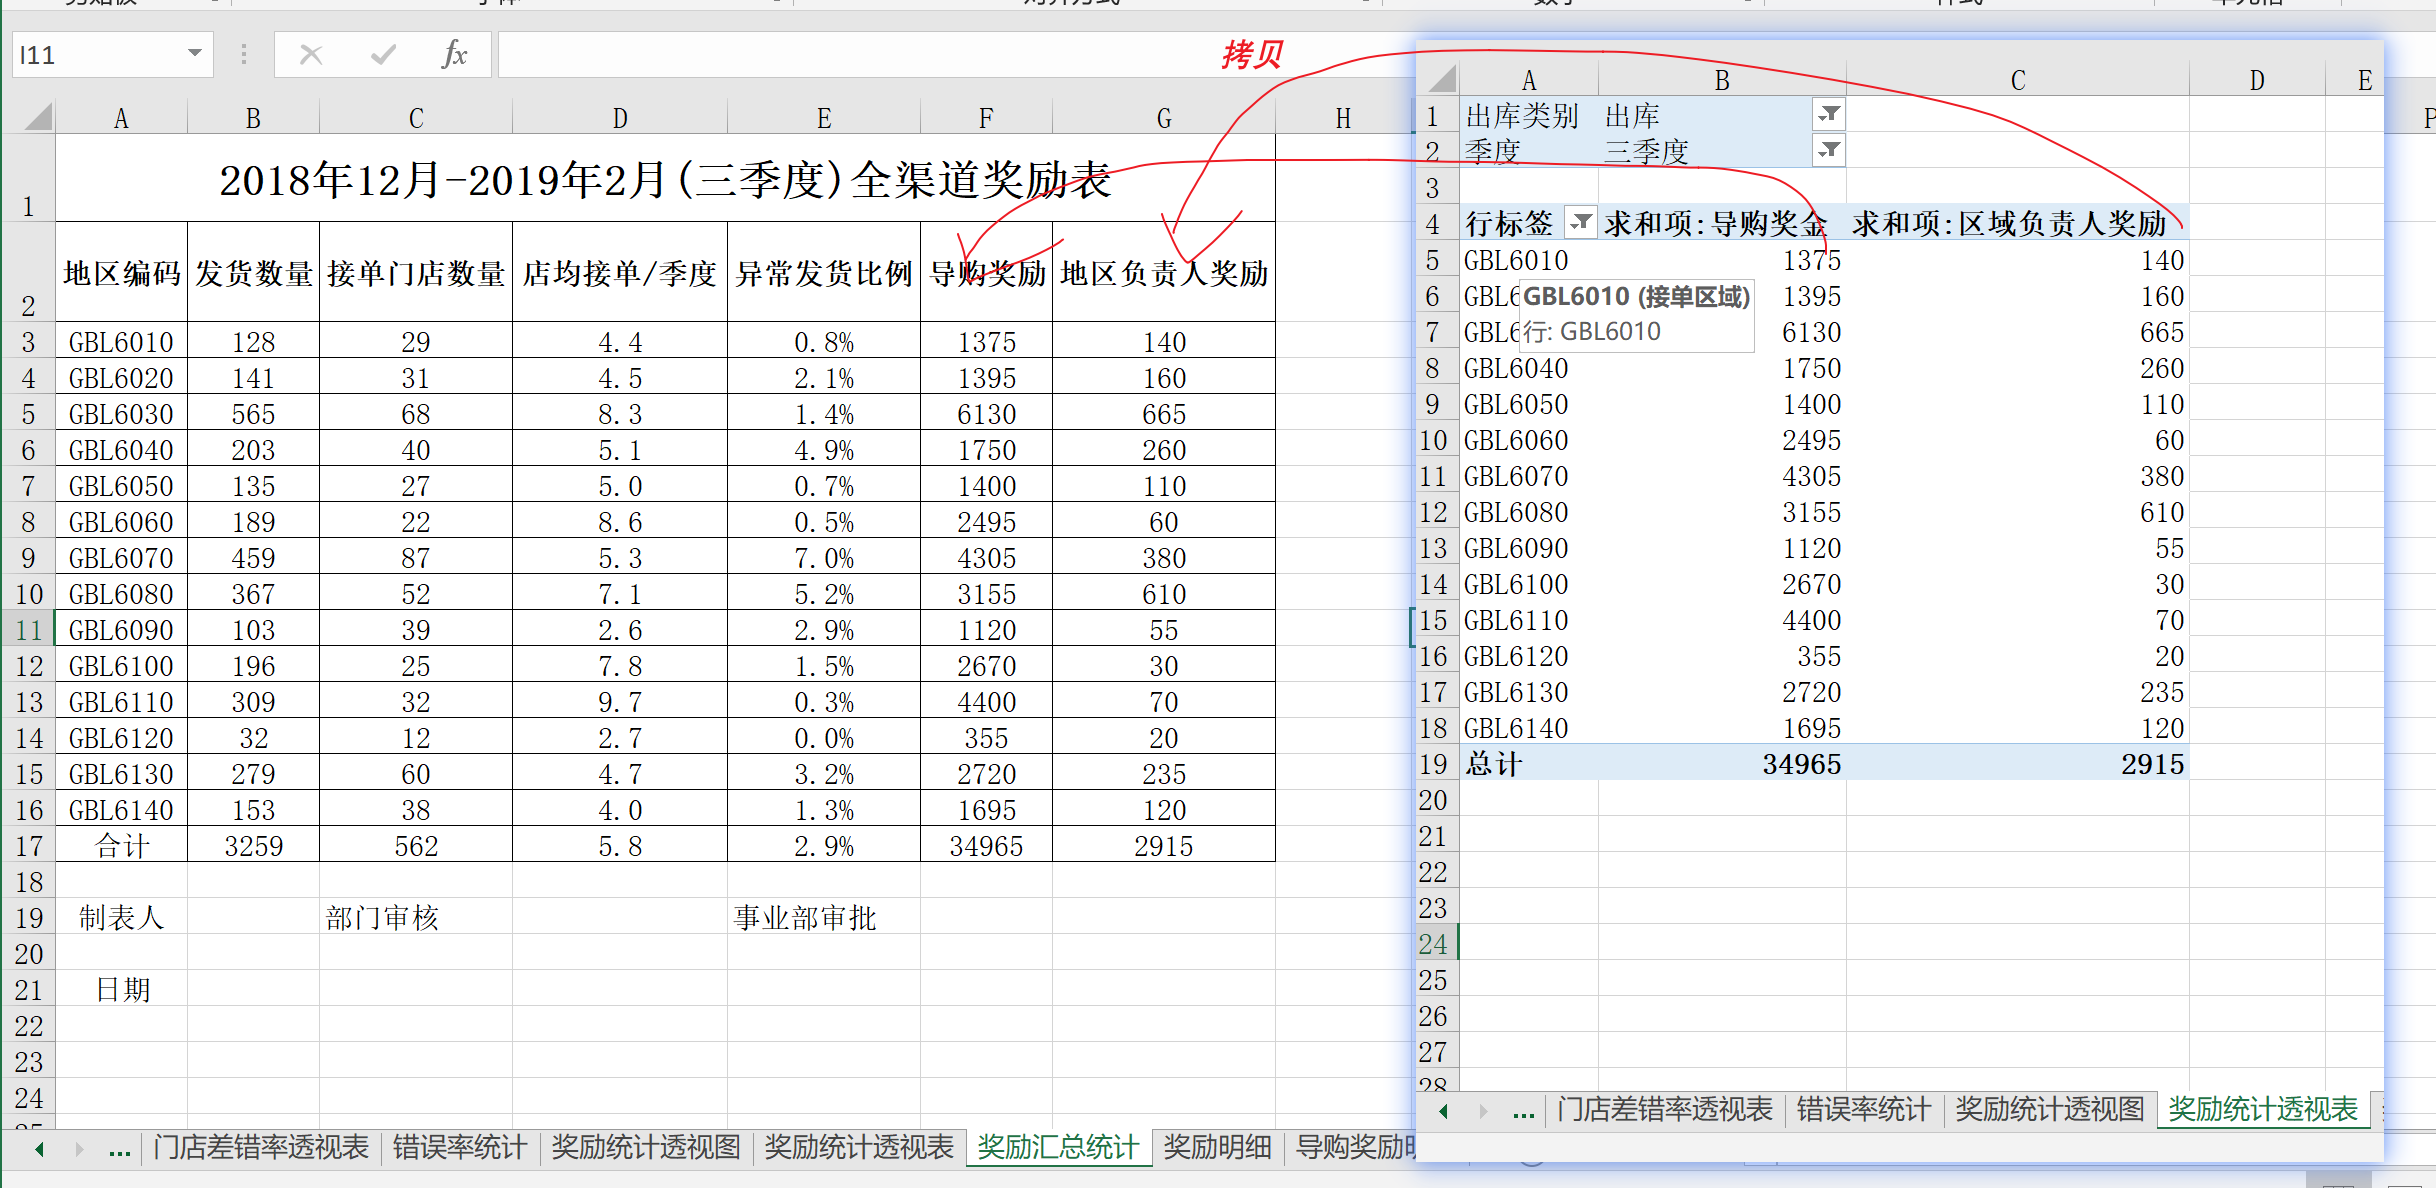 对齐方式
I11
fx
拷贝
A B C D E F G H
1 2018年12月-2019年2月(三季度)全渠道奖励表
2 地区编码 发货数量 接单门店数量 店均接单/季度 异常发货比例 导购奖励 地区负责人奖励
3 GBL6010 128 29 4.4 0.8% 1375 140
4 GBL6020 141 31 4.5 2.1% 1395 160
5 GBL6030 565 68 8.3 1.4% 6130 665
6 GBL6040 203 40 5.1 4.9% 1750 260
7 GBL6050 135 27 5.0 0.7% 1400 110
8 GBL6060 189 22 8.6 0.5% 2495 60
9 GBL6070 459 87 5.3 7.0% 4305 380
10 GBL6080 367 52 7.1 5.2% 3155 610
11 GBL6090 103 39 2.6 2.9% 1120 55
12 GBL6100 196 25 7.8 1.5% 2670 30
13 GBL6110 309 32 9.7 0.3% 4400 70
14 GBL6120 32 12 2.7 0.0% 355 20
15 GBL6130 279 60 4.7 3.2% 2720 235
16 GBL6140 153 38 4.0 1.3% 1695 120
17 合计 3259 562 5.8 2.9% 34965 2915
18
19 制表人 部门审核 事业部审批
20
21 日期
22
23
24
... 门店差错率透视表 错误率统计 奖励统计透视图 奖励统计透视表 奖励汇总统计 奖励明细 导购奖励明
A B C D E
1 出库类别 出库
2 季度 三季度
3
4 行标签 求和项:导购奖金 求和项:区域负责人奖励
5 GBL6010 1375 140
6 GBL6 1395 160
7 GBL6 6130 665
GBL6010 (接单区域)
行: GBL6010
8 GBL6040 1750 260
9 GBL6050 1400 110
10 GBL6060 2495 60
11 GBL6070 4305 380
12 GBL6080 3155 610
13 GBL6090 1120 55
14 GBL6100 2670 30
15 GBL6110 4400 70
16 GBL6120 355 20
17 GBL6130 2720 235
18 GBL6140 1695 120
19 总计 34965 2915
20
21
22
23
24
25
26
27
28
... 门店差错率透视表 错误率统计 奖励统计透视图 奖励统计透视表
P